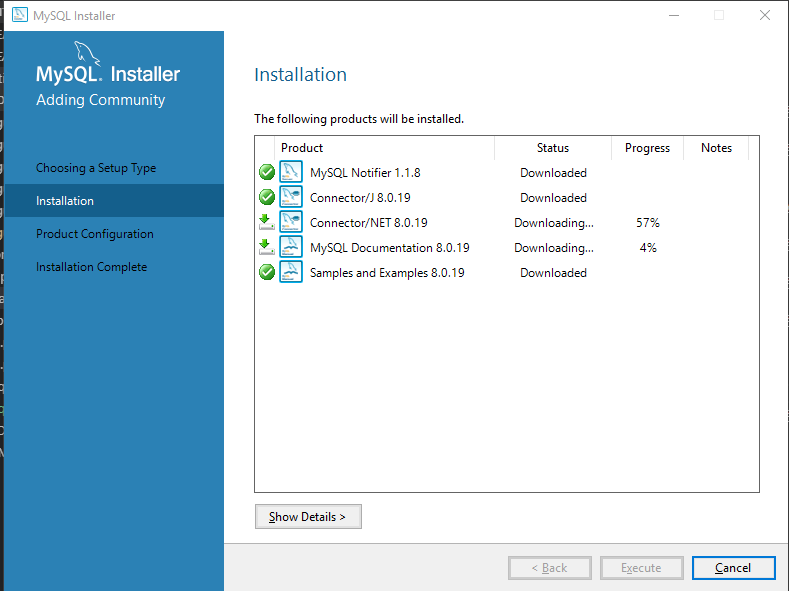 MySQL Installer
MySQL. Installer
Adding Community
Choosing a Setup Type
Installation
Product Configuration
Installation Complete
Installation
The following products will be installed.
Product Status Progress Notes
MySQL Notifier 1.1.8 Downloaded
Connector/J 8.0.19 Downloaded
Connector/NET 8.0.19 Downloading... 57%
MySQL Documentation 8.0.19 Downloading... 4%
Samples and Examples 8.0.19 Downloaded
Show Details >
< Back Execute Cancel